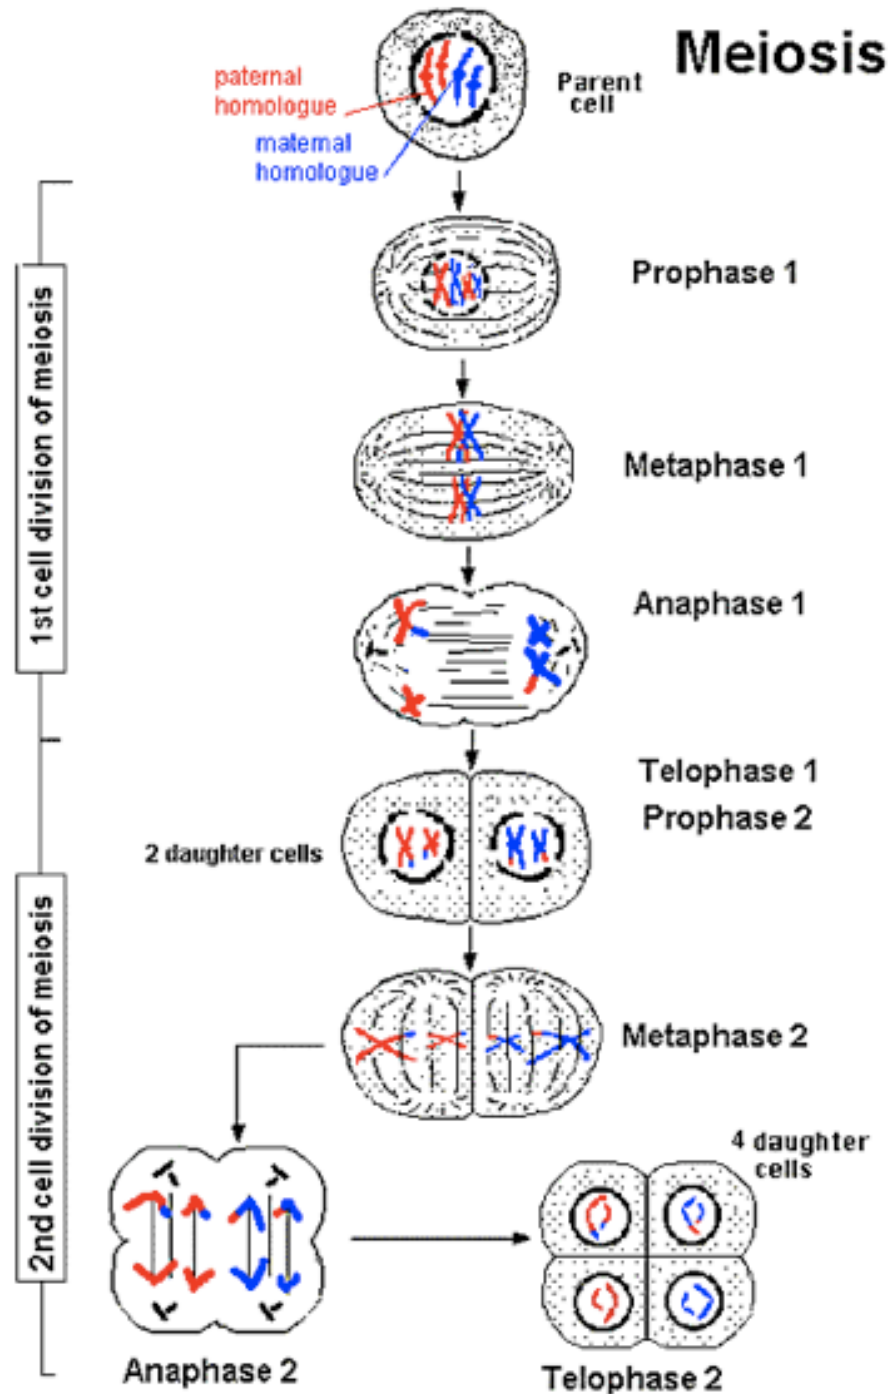 Meiosis
paternal
homologue
Parent
cell
maternal
homologue
Prophase 1
1st cell division of meiosis
Metaphase 1
Anaphase 1
Telophase 1
Prophase 2
2 daughter cells
2nd cell division of meiosis
Metaphase 2
4 daughter
cells
Anaphase 2
Telophase 2